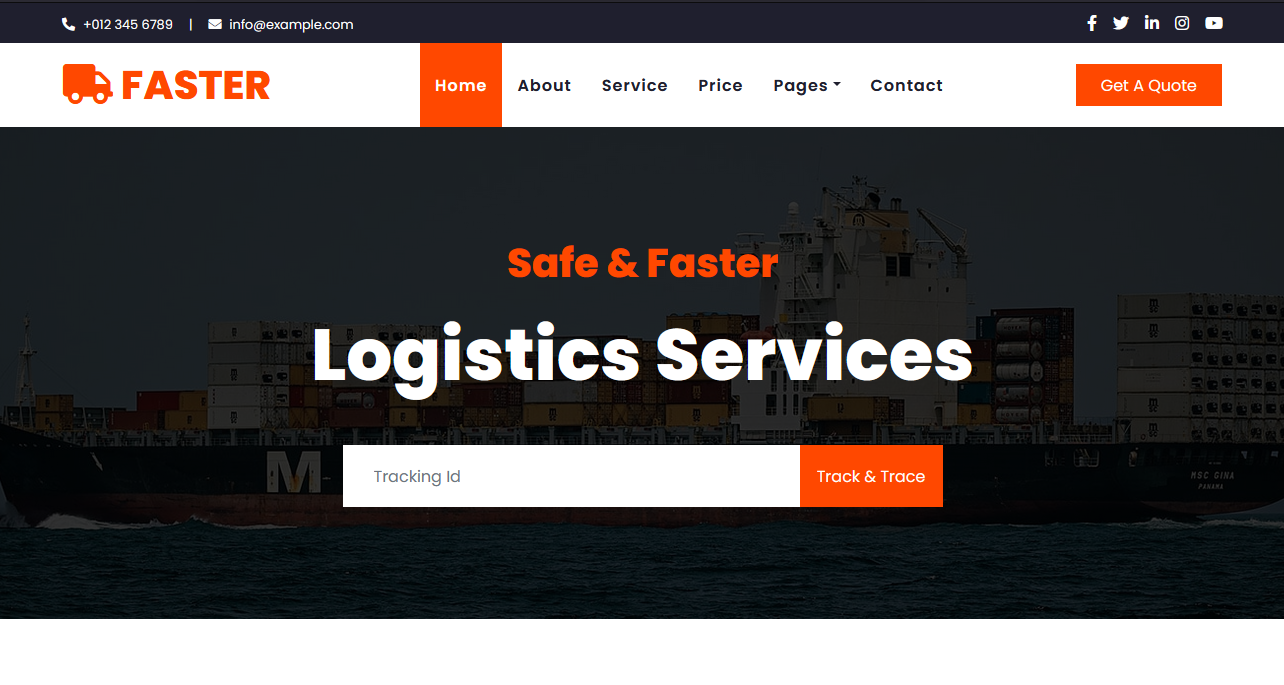 +012 345 6789 | info@example.com
FASTER
Home About Service Price Pages Contact
Get A Quote
Safe & Faster
Logistics Services
Tracking Id
Track & Trace
M
MSC GINA
PANAMA